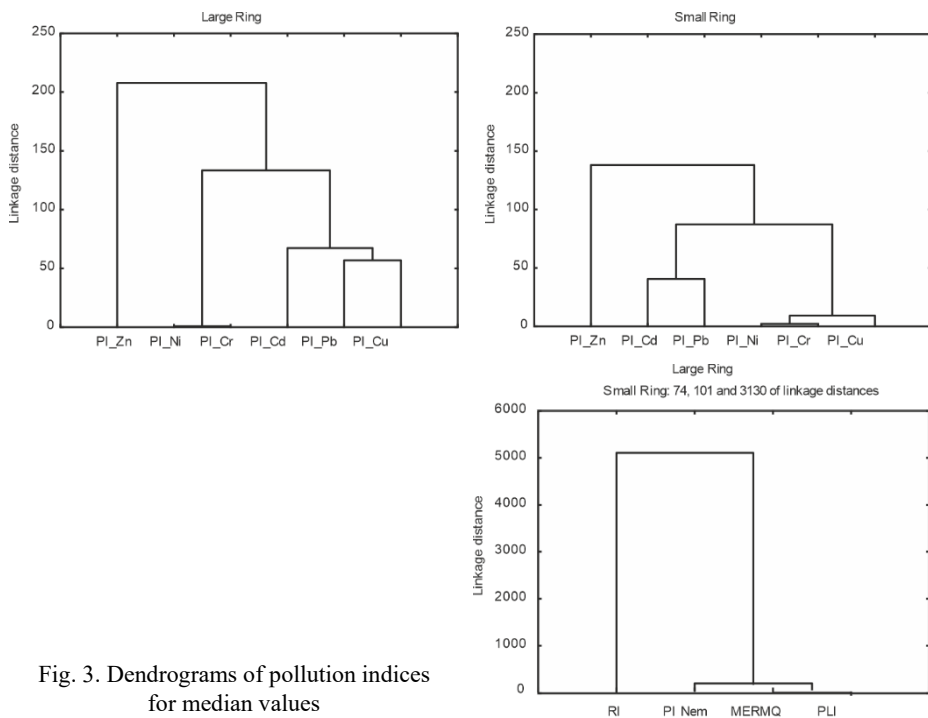 Large Ring
250
200
150
100
50
0
Linkage distance
PI_Zn PI_Ni PI_Cr PI_Cd PI_Pb PI_Cu
Small Ring
250
200
150
100
50
0
Linkage distance
PI_Zn PI_Cd PI_Pb PI_Ni PI_Cr PI_Cu
Large Ring
Small Ring: 74, 101 and 3130 of linkage distances
6000
5000
4000
3000
2000
1000
0
Linkage distance
RI PI Nem MERMQ PLI
Fig. 3. Dendrograms of pollution indices
for median values